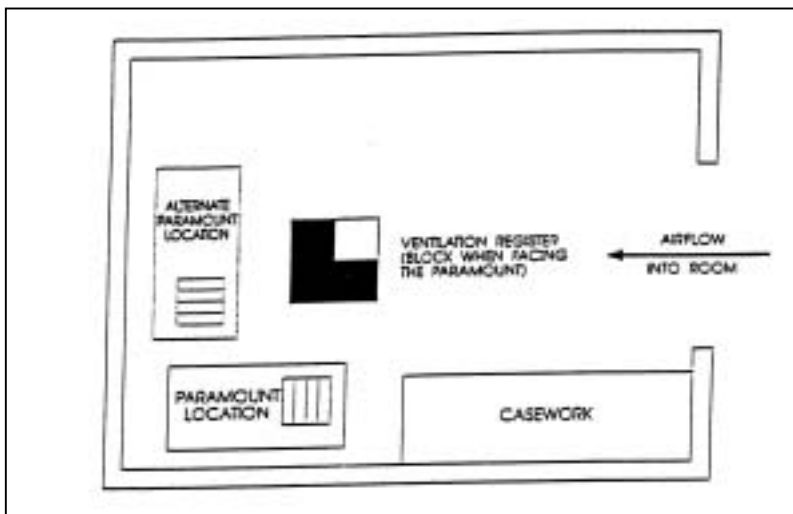 ALTERNATE
PARAMOUNT
LOCATION
VENTILATION REGISTER
(BLOCK WHEN FACING
THE PARAMOUNT)
AIRFLOW
INTO ROOM
PARAMOUNT
LOCATION
CASEWORK